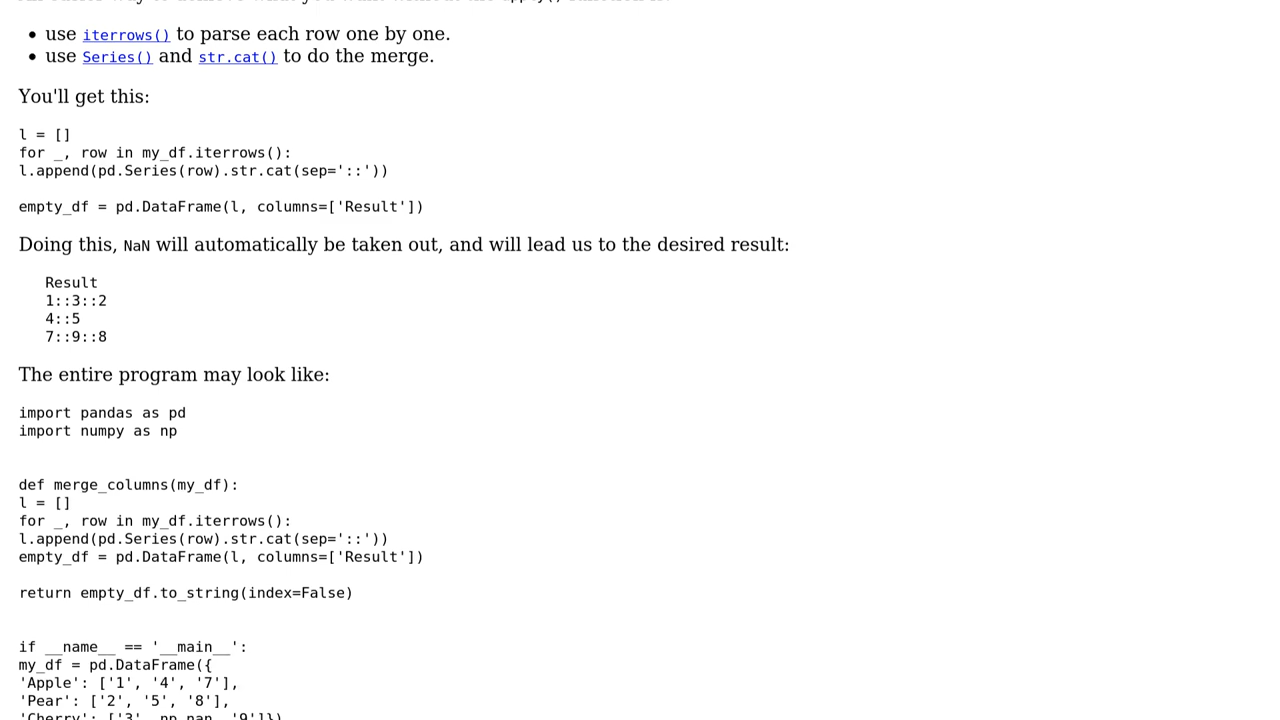 use iterrows() to parse each row one by one.
use Series() and str.cat() to do the merge.
You'll get this:
l = []
for _, row in my_df.iterrows():
l.append(pd.Series(row).str.cat(sep='::'))
empty_df = pd.DataFrame(l, columns=['Result'])
Doing this, NaN will automatically be taken out, and will lead us to the desired result:
Result
1::3::2
4::5
7::9::8
The entire program may look like:
import pandas as pd
import numpy as np
def merge_columns(my_df):
l = []
for _, row in my_df.iterrows():
l.append(pd.Series(row).str.cat(sep='::'))
empty_df = pd.DataFrame(l, columns=['Result'])
return empty_df.to_string(index=False)
if __name__ == '__main__':
my_df = pd.DataFrame({
'Apple': ['1', '4', '7'],
'Pear': ['2', '5', '8'],
'Cherry': ['3', np.nan, '9']})